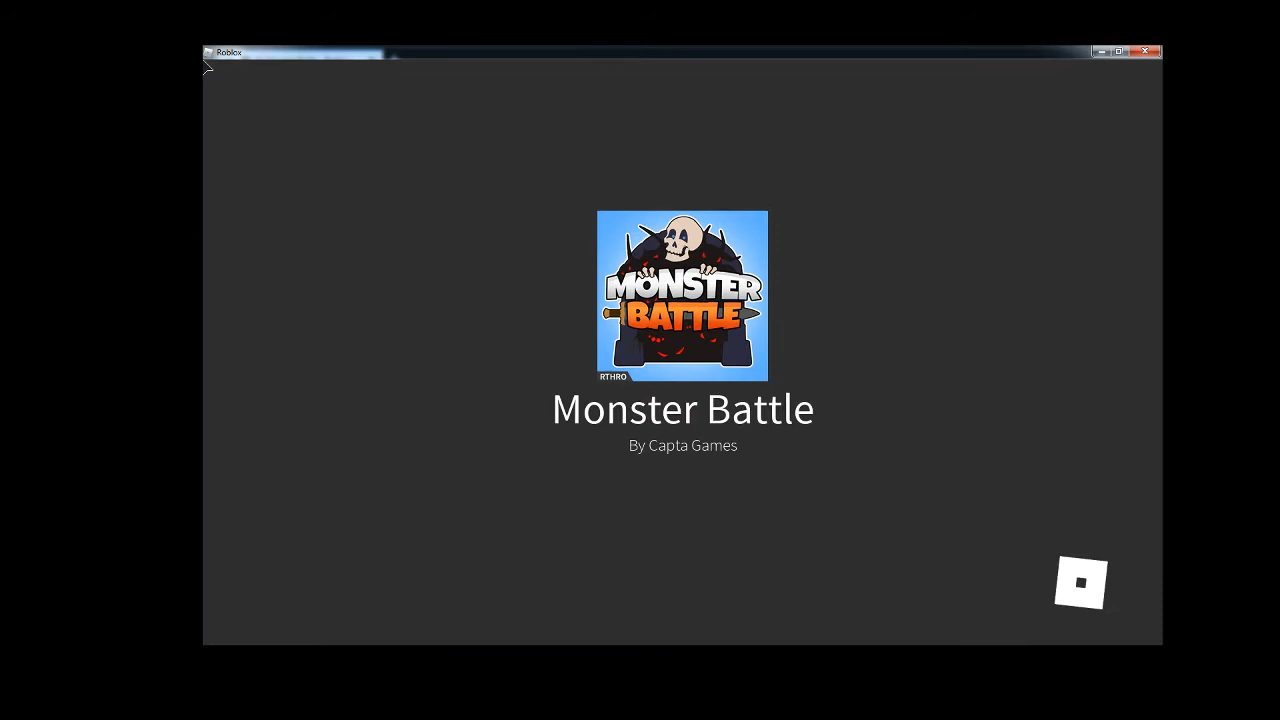 Roblox
MONSTER
BATTLE
RTHRO
Monster Battle
By Capta Games